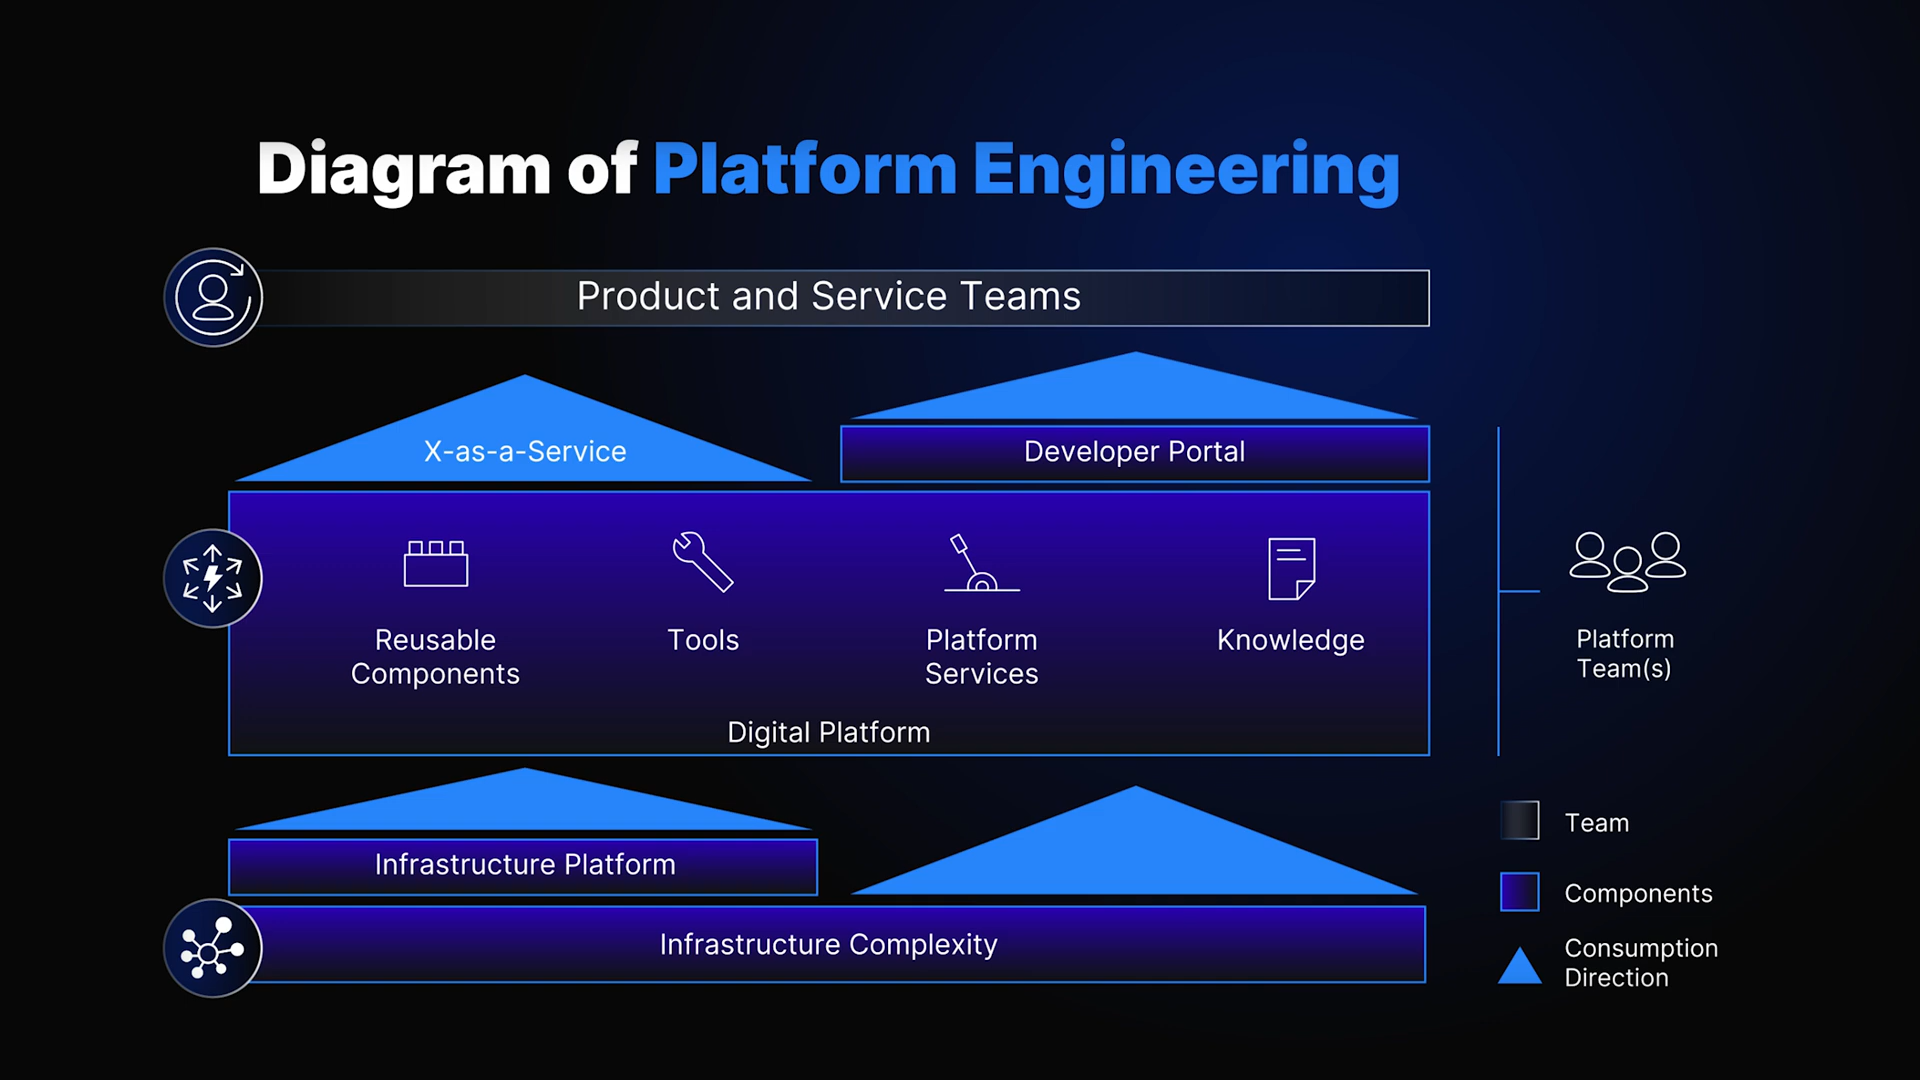 Diagram of Platform Engineering
Product and Service Teams
X-as-a-Service
Developer Portal
Reusable
Components
Tools
Platform
Services
Knowledge
Digital Platform
Platform
Team(s)
Infrastructure Platform
Infrastructure Complexity
Team
Components
Consumption
Direction